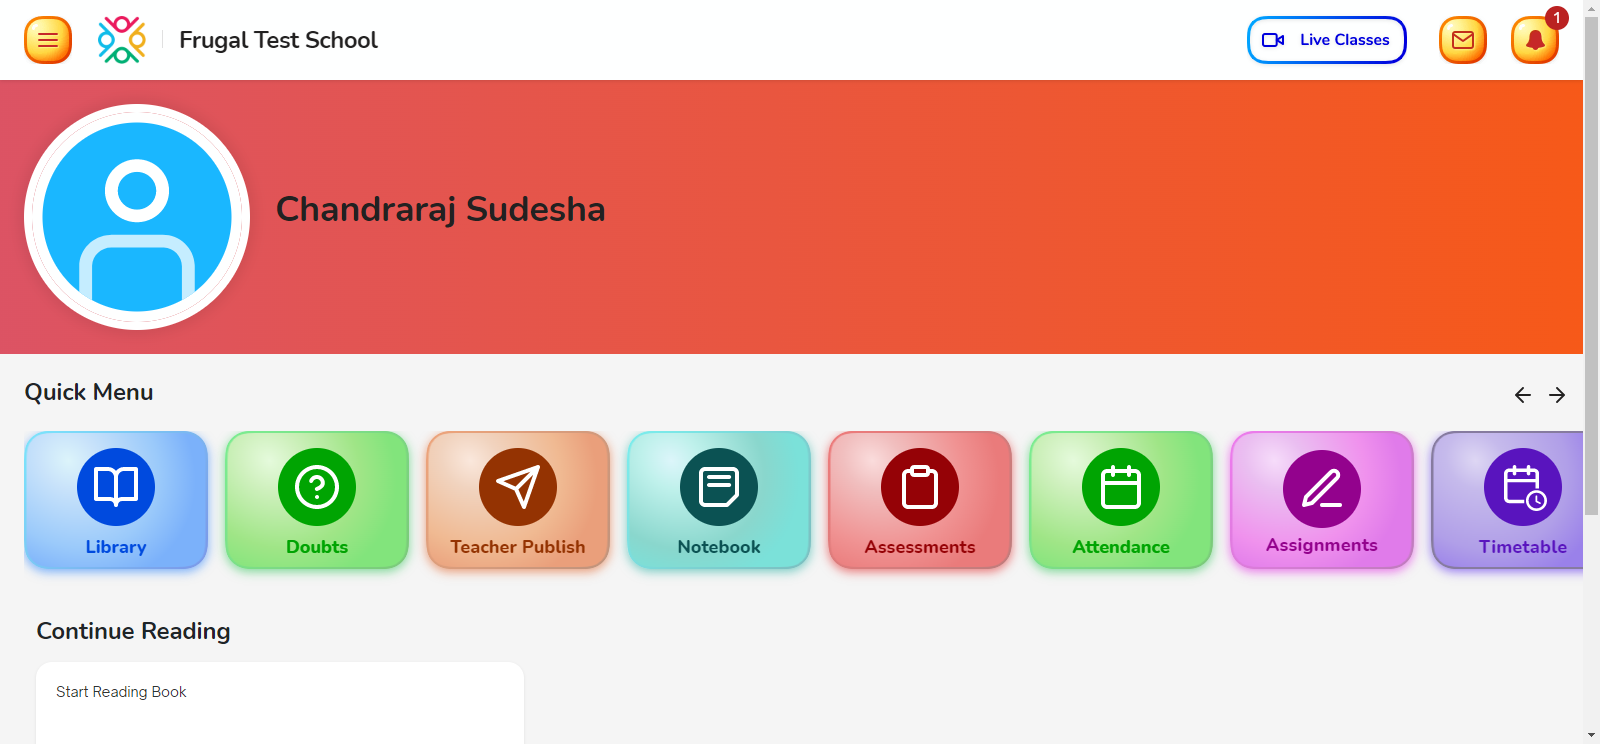 Frugal Test School
Live Classes
1
Chandraraj Sudesha
Quick Menu
Library
Doubts
Teacher Publish
Notebook
Assessments
Attendance
Assignments
Timetable
Continue Reading
Start Reading Book